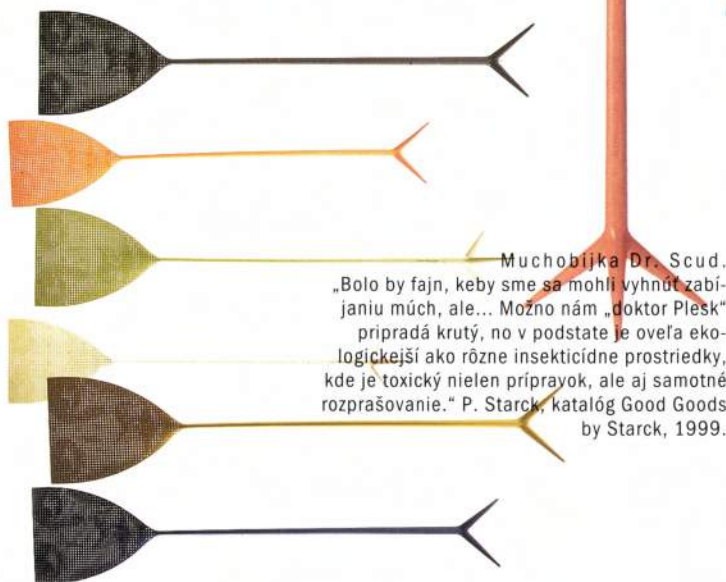 Muchobijka Dr. Scud.
„Bolo by fajn, keby sme sa mohli vyhnúť zabí-
janiu múch, ale... Možno nám „doktor Plesk“
pripradá krutý, no v podstate je oveľa eko-
logickejší ako rôzne insekticídne prostriedky,
kde je toxický nielen prípravok, ale aj samotné
rozprašovanie.“ P. Starck, katalóg Good Goods
by Starck, 1999.